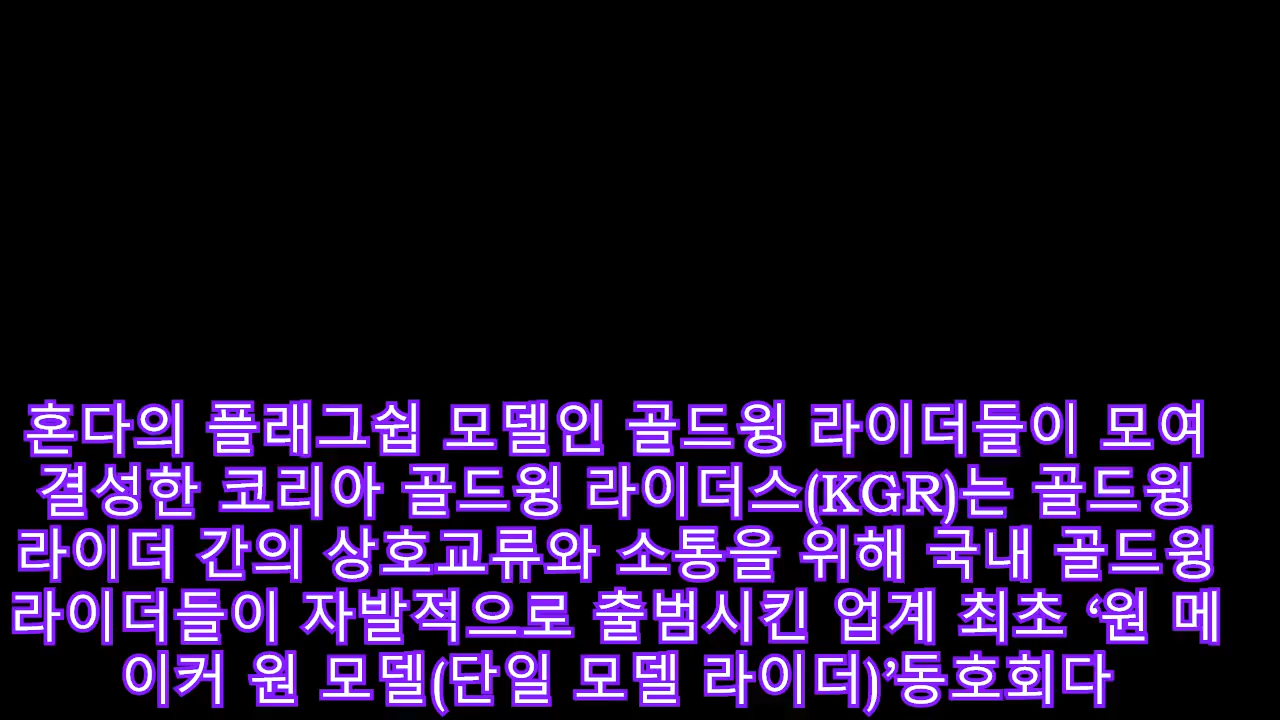 혼다의 플래그쉽 모델인 골드윙 라이더들이 모여
결성한 코리아 골드윙 라이더스(KGR)는 골드윙
라이더 간의 상호교류와 소통을 위해 국내 골드윙
라이더들이 자발적으로 출범시킨 업계 최초 ‘원 메
이커 원 모델(단일 모델 라이더)’동호회다